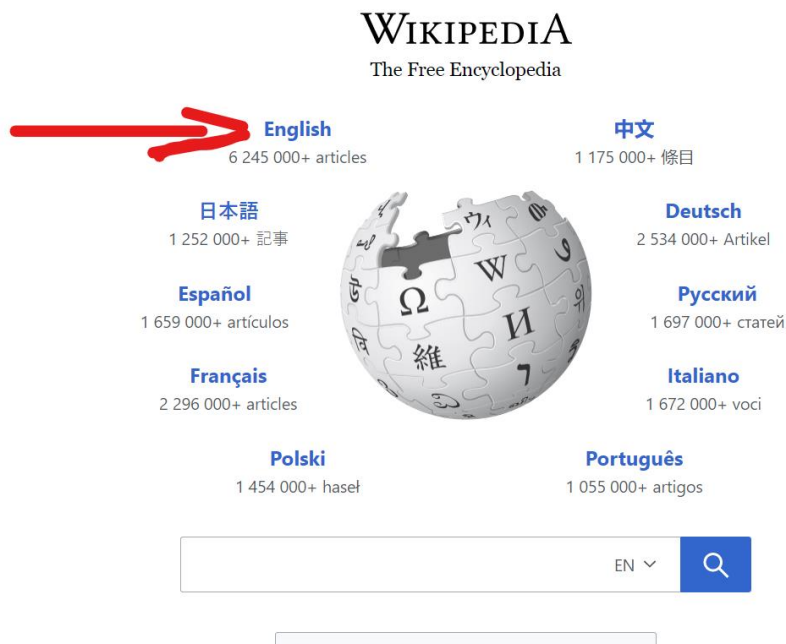 WIKIPEDIA
The Free Encyclopedia
English
6 245 000+ articles
中文
1 175 000+ 條目
日本語
1 252 000+ 記事
Deutsch
2 534 000+ Artikel
Español
1 659 000+ artículos
Русский
1 697 000+ статей
Français
2 296 000+ articles
Italiano
1 672 000+ voci
Polski
1 454 000+ haseł
Português
1 055 000+ artigos
Ω
W
И
維
ウィ
EN